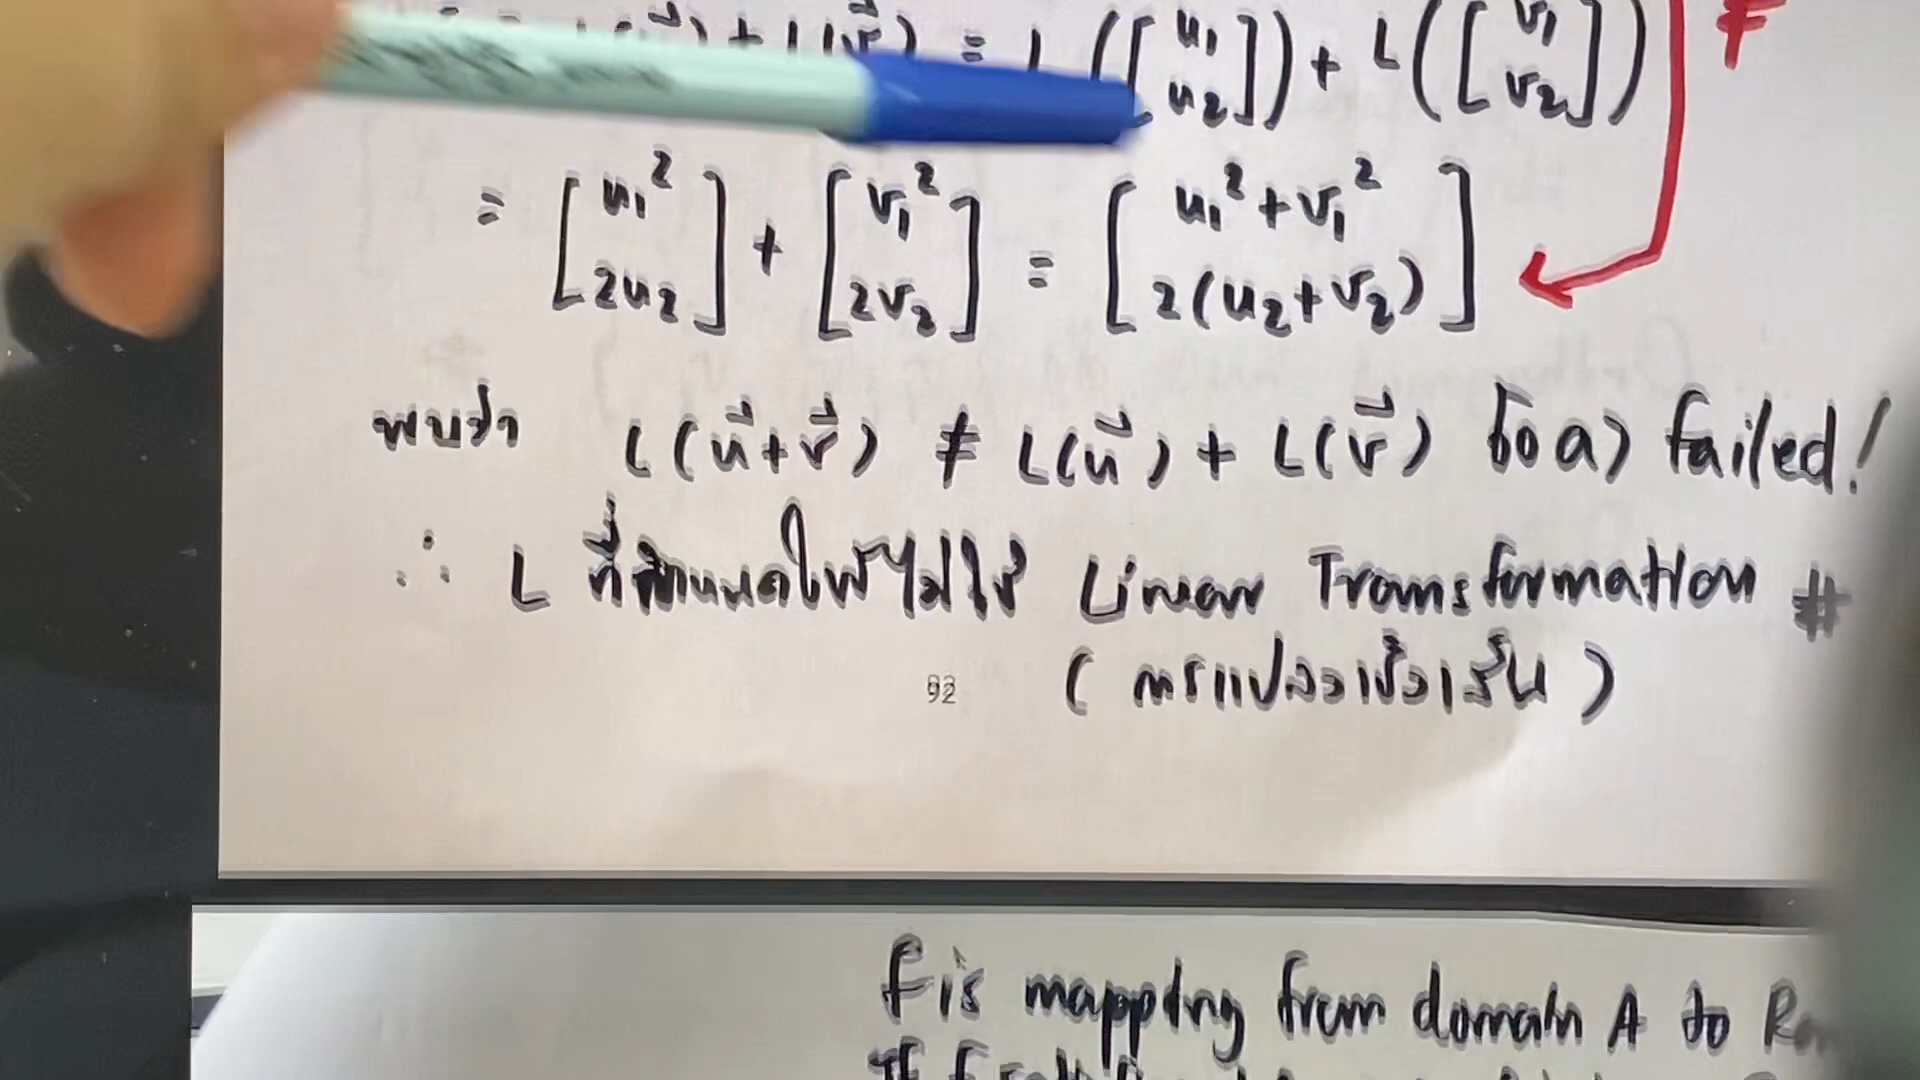 L(u⃗) + L(v⃗) = L([u₁ u₂]) + L([v₁ v₂]) ≠
= [u₁² 2u₂] + [v₁² 2v₂] = [u₁²+v₁² 2(u₂+v₂)]
พบว่า L(u⃗+v⃗) ≠ L(u⃗) + L(v⃗) ข้อ a) failed!
∴ L ที่กำหนดให้ไม่ใช่ Linear Transformation #
92 (การแปลงเชิงเส้น)
f is mapping from domain A to
If f